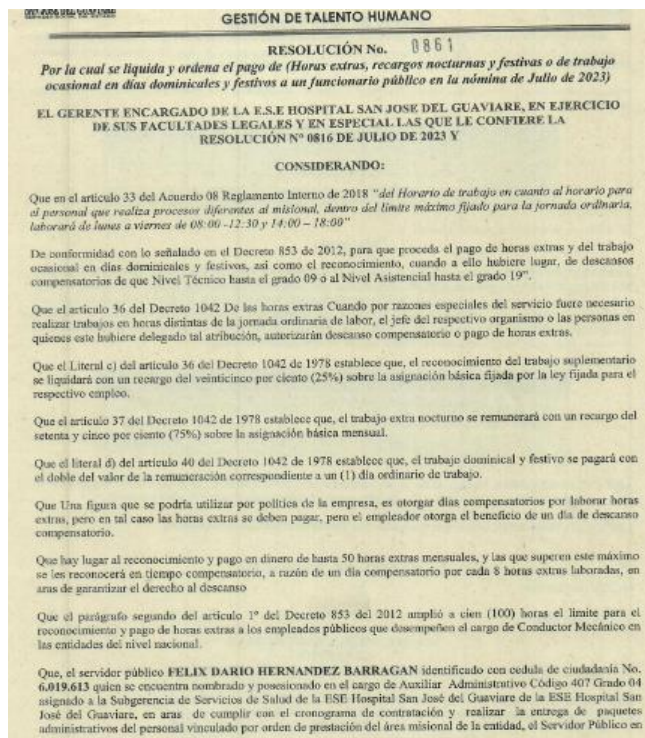 GESTIÓN DE TALENTO HUMANO
RESOLUCIÓN No. 0861
Por la cual se liquida y ordena el pago de (Horas extras, recargos nocturnas y festivas o de trabajo
ocasional en días dominicales y festivos a un funcionario público en la nómina de Julio de 2023)
EL GERENTE ENCARGADO DE LA E.S.E HOSPITAL SAN JOSE DEL GUAVIARE, EN EJERCICIO
DE SUS FACULTADES LEGALES Y EN ESPECIAL LAS QUE LE CONFIERE LA
RESOLUCIÓN Nº 0816 DE JULIO DE 2023 Y
CONSIDERANDO:
Que en el articulo 33 del Acuerdo 08 Reglamento Interno de 2018 "del Horario de trabajo en cuanto al horario para
el personal que realiza procesos diferentes al misional, dentro del limite máximo fijado para la jornada ordinaria,
laborará de lunes a viernes de 08:00 -12:30 y 14:00 – 18:00"
De conformidad con lo señalado en el Decreto 853 de 2012, para que proceda el pago de horas extras y del trabajo
ocasional en días dominicales y festivos, así como el reconocimiento, cuando a ello hubiere lugar, de descansos
compensatorios de que Nivel Técnico hasta el grado 09 o al Nivel Asistencial hasta el grado 19".
Que el articulo 36 del Decreto 1042 De las horas extras Cuando por razones especiales del servicio fuere necesario
realizar trabajos en horas distintas de la jornada ordinaria de labor, el jefe del respectivo organismo o las personas en
quienes este hubiere delegado tal atribución, autorizarán descanso compensatorio o pago de horas extras.
Que el Literal c) del articulo 36 del Decreto 1042 de 1978 establece que, el reconocimiento del trabajo suplementario
se liquidará con un recargo del veinticinco por ciento (25%) sobre la asignación básica fijada por la ley fijada para el
respectivo empleo.
Que el articulo 37 del Decreto 1042 de 1978 establece que, el trabajo extra nocturno se remunerará con un recargo del
setenta y cinco por ciento (75%) sobre la asignación básica mensual.
Que el literal d) del articulo 40 del Decreto 1042 de 1978 establece que, el trabajo dominical y festivo se pagará con
el doble del valor de la remuneración correspondiente a un (1) día ordinario de trabajo.
Que Una figura que se podría utilizar por política de la empresa, es otorgar días compensatorios por laborar horas
extras, pero en tal caso las horas extras se deben pagar, pero el empleador otorga el beneficio de un día de descanso
compensatorio.
Que hay lugar al reconocimiento y pago en dinero de hasta 50 horas extras mensuales, y las que superen este máximo
se les reconocerá en tiempo compensatorio, a razón de un día compensatorio por cada 8 horas extras laboradas, en
aras de garantizar el derecho al descanso
Que el parágrafo segundo del articulo 1º del Decreto 853 del 2012 amplió a cien (100) horas el limite para el
reconocimiento y pago de horas extras a los empleados públicos que desempeñen el cargo de Conductor Mecánico en
las entidades del nivel nacional.
Que, el servidor público FELIX DARIO HERNANDEZ BARRAGAN identificado con cedula de ciudadanía No.
6.019.613 quien se encuentra nombrado y posesionado en el cargo de Auxiliar Administrativo Código 407 Grado 04
asignado a la Subgerencia de Servicios de Salud de la ESE Hospital San José del Guaviare de la ESE Hospital San
José del Guaviare, en aras de cumplir con el cronograma de contratación y realizar la entrega de paquetes
administrativos del personal vinculado por orden de prestación del área misional de la entidad, el Servidor Público en